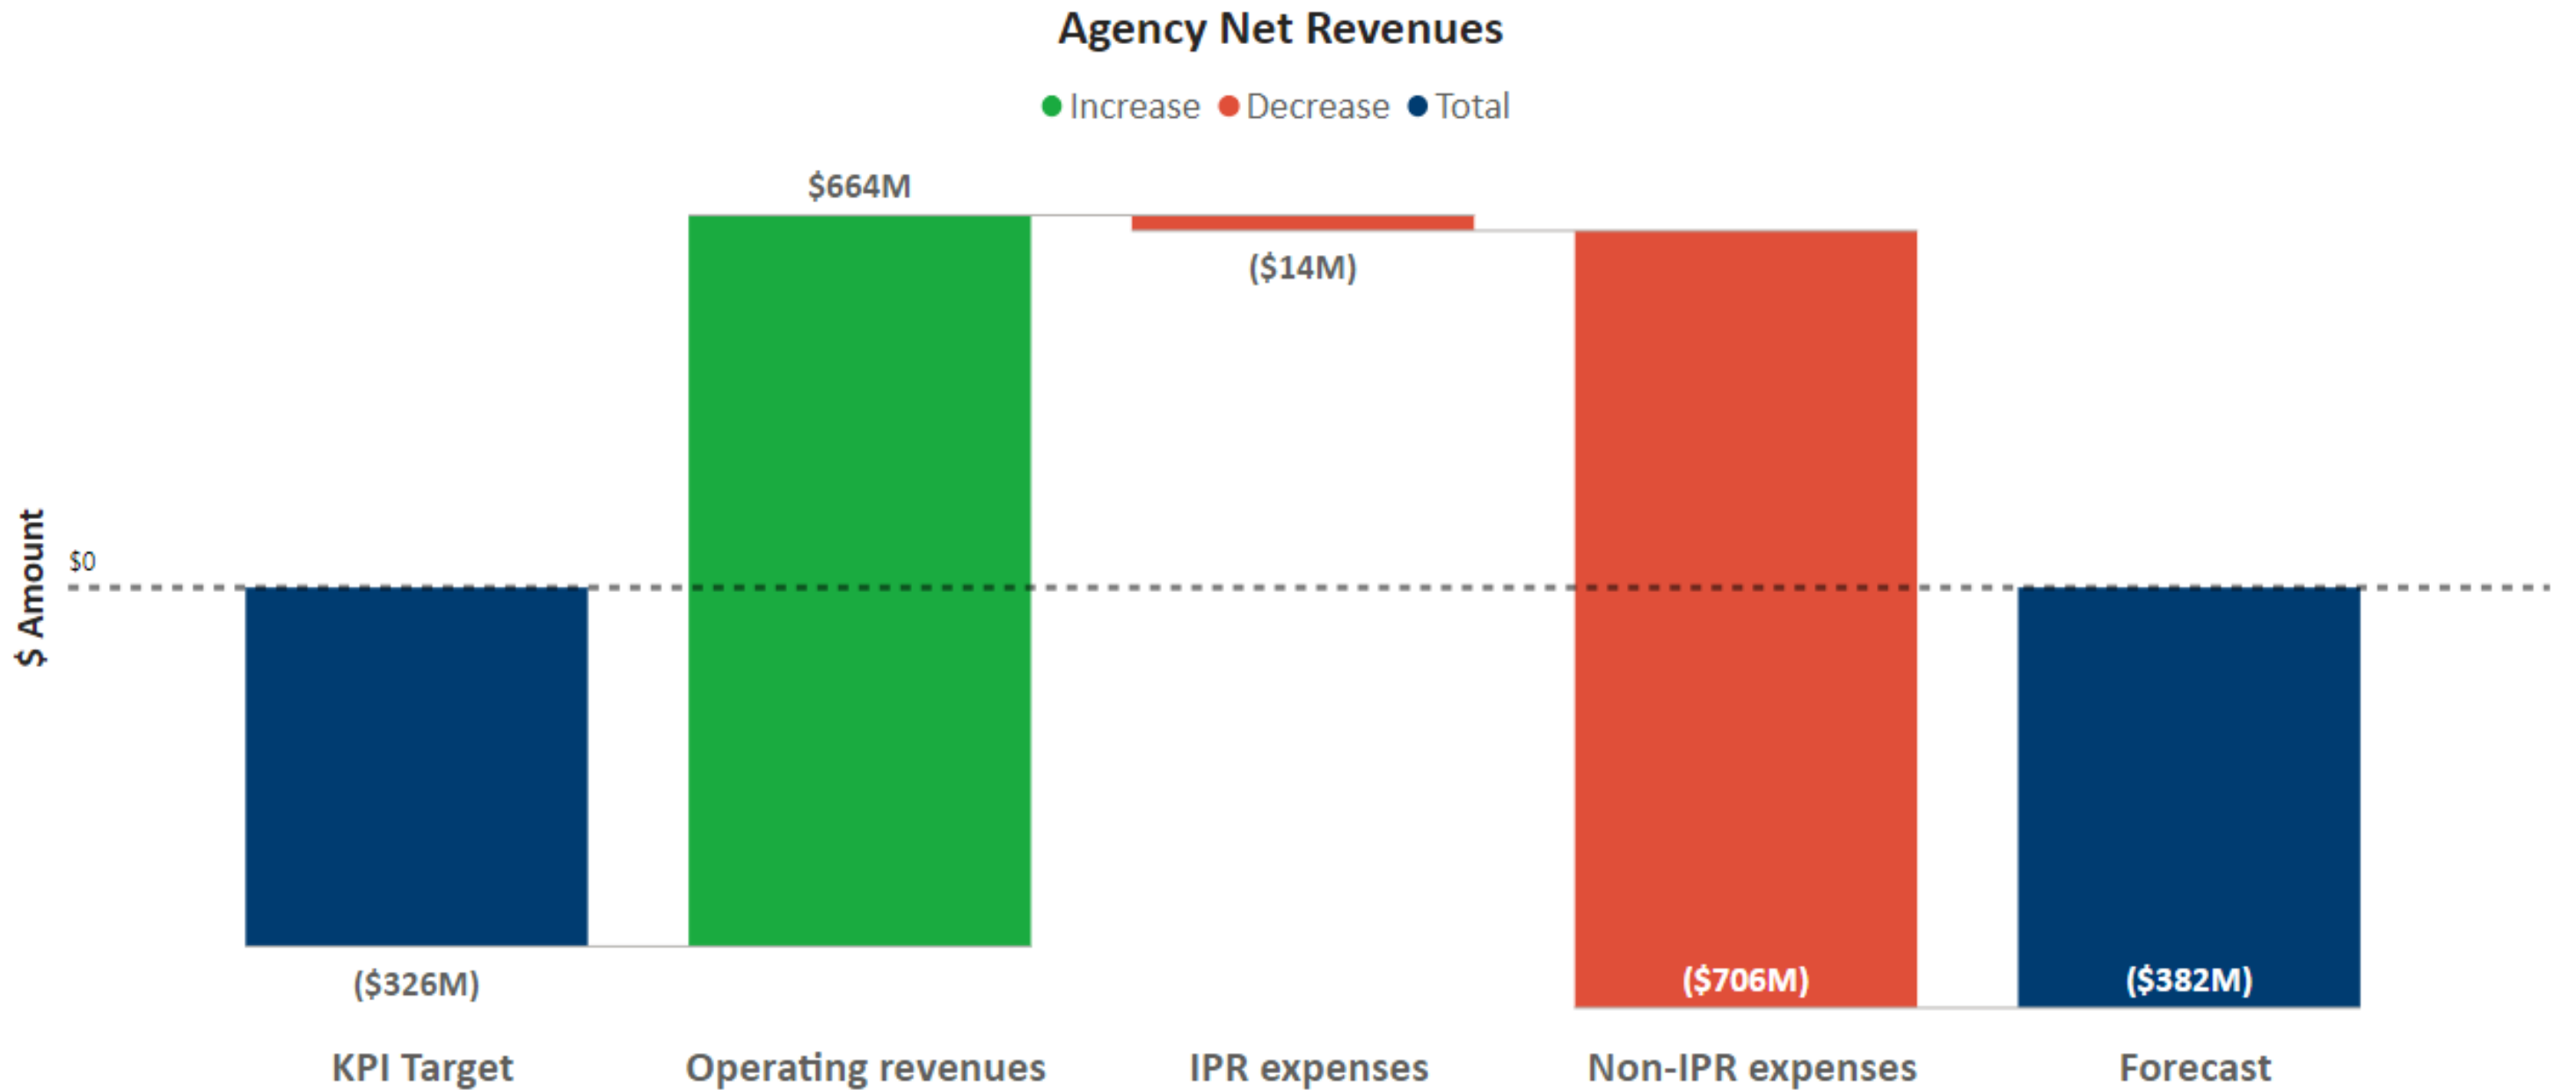 Agency Net Revenues
Increase Decrease Total
$664M
($14M)
$ Amount
$0
($326M)
($706M)
($382M)
KPI Target
Operating revenues
IPR expenses
Non-IPR expenses
Forecast